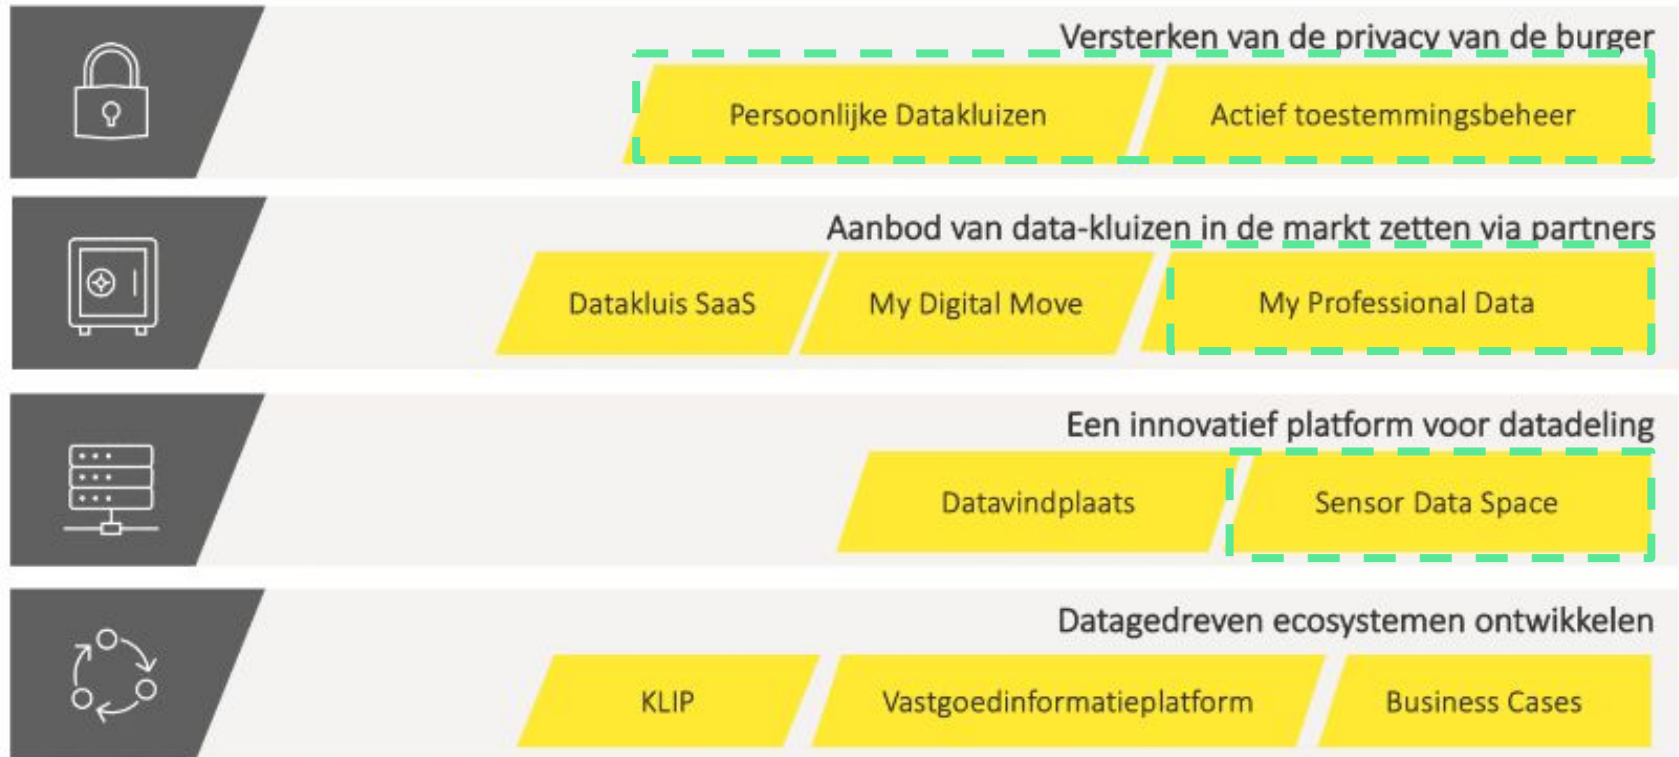 Versterken van de privacy van de burger
Persoonlijke Datakluizen
Actief toestemmingsbeheer
Aanbod van data-kluizen in de markt zetten via partners
Datakluis SaaS
My Digital Move
My Professional Data
Een innovatief platform voor datadeling
Datavindplaats
Sensor Data Space
Datagedreven ecosystemen ontwikkelen
KLIP
Vastgoedinformatieplatform
Business Cases